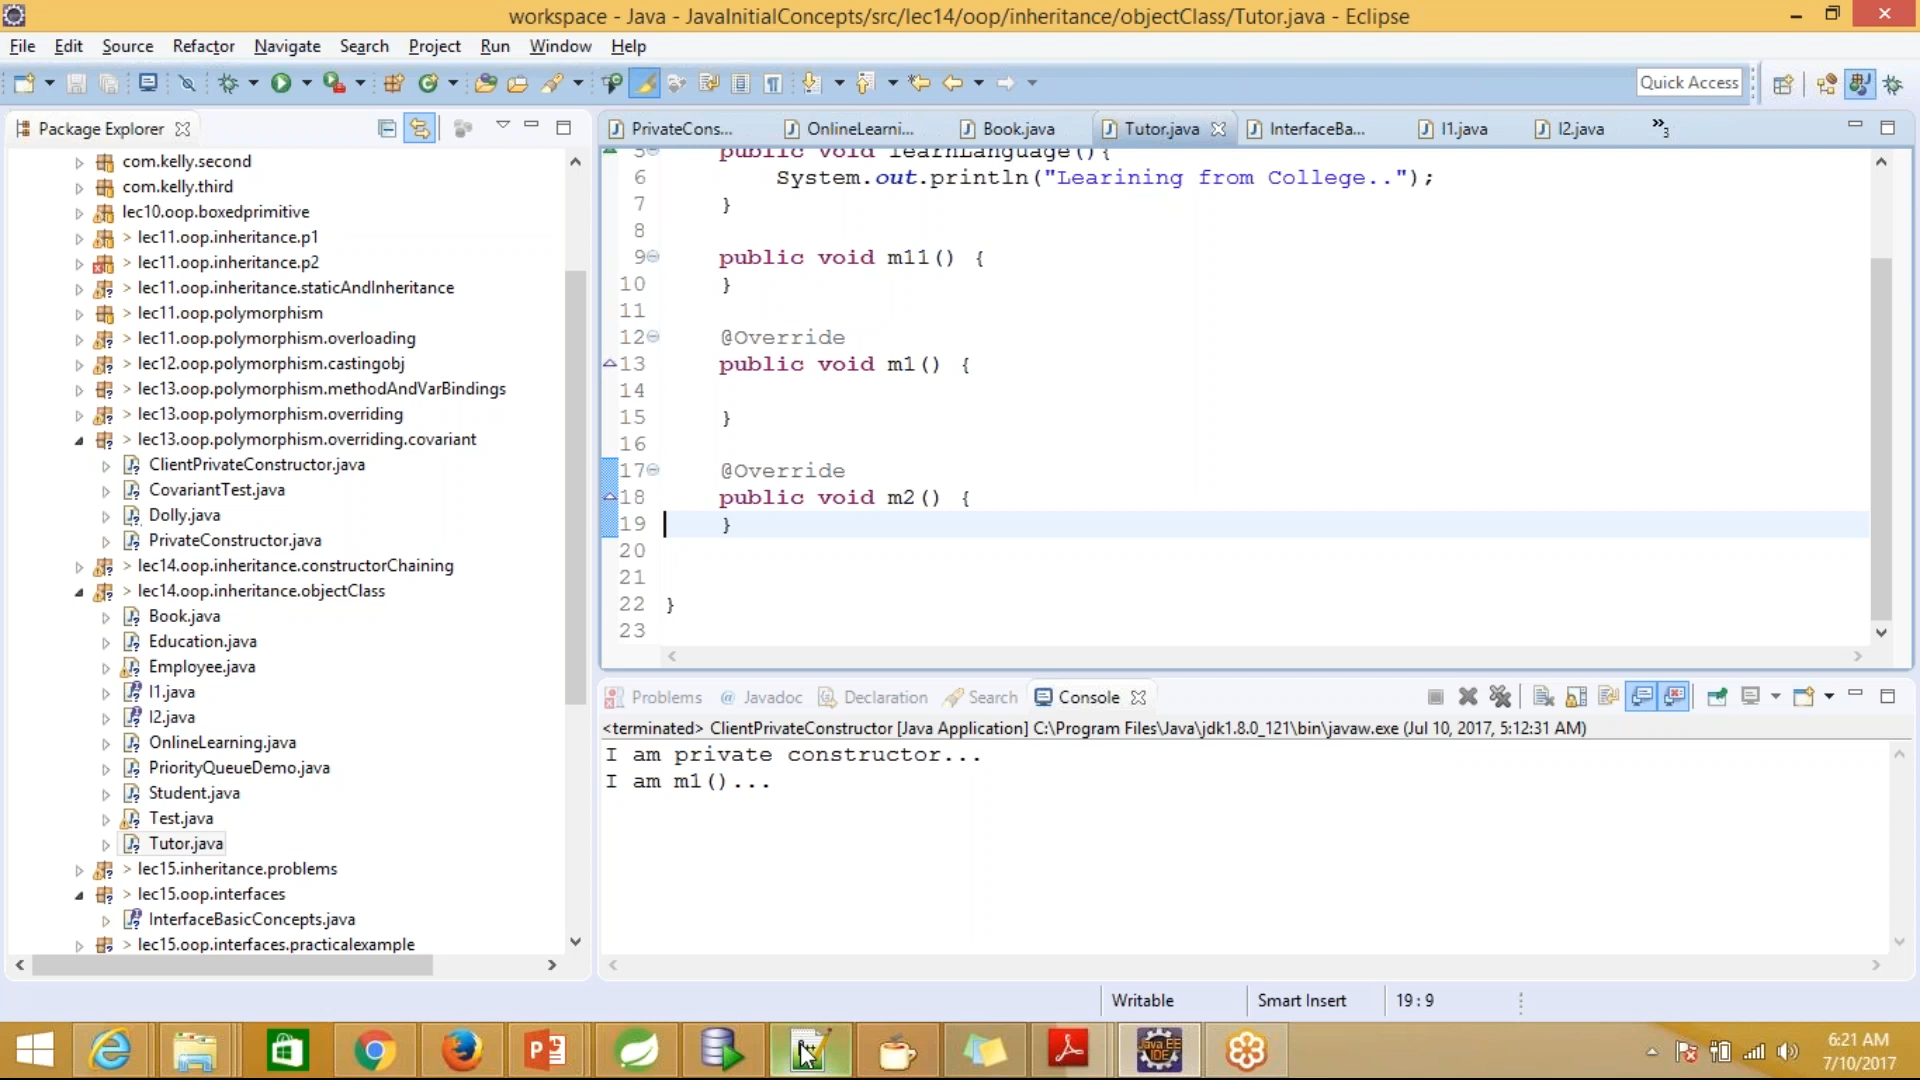 workspace - Java - JavaInitialConcepts/src/lec14/oop/inheritance/objectClass/Tutor.java - Eclipse
File Edit Source Refactor Navigate Search Project Run Window Help
Quick Access
Package Explorer
com.kelly.second
com.kelly.third
lec10.oop.boxedprimitive
> lec11.oop.inheritance.p1
> lec11.oop.inheritance.p2
> lec11.oop.inheritance.staticAndInheritance
> lec11.oop.polymorphism
> lec11.oop.polymorphism.overloading
> lec12.oop.polymorphism.castingobj
> lec13.oop.polymorphism.methodAndVarBindings
> lec13.oop.polymorphism.overriding
> lec13.oop.polymorphism.overriding.covariant
ClientPrivateConstructor.java
CovariantTest.java
Dolly.java
PrivateConstructor.java
> lec14.oop.inheritance.constructorChaining
> lec14.oop.inheritance.objectClass
Book.java
Education.java
Employee.java
I1.java
I2.java
OnlineLearning.java
PriorityQueueDemo.java
Student.java
Test.java
Tutor.java
> lec15.inheritance.problems
> lec15.oop.interfaces
InterfaceBasicConcepts.java
> lec15.oop.interfaces.practicalexample
PrivateCons... OnlineLearni... Book.java Tutor.java InterfaceBa... I1.java I2.java »3
5 public void learnLanguage(){
6 System.out.println("Learining from College..");
7 }
8
9 public void m11() {
10 }
11
12 @Override
13 public void m1() {
14
15 }
16
17 @Override
18 public void m2() {
19 }
20
21
22 }
23
Problems @ Javadoc Declaration Search Console
<terminated> ClientPrivateConstructor [Java Application] C:\Program Files\Java\jdk1.8.0_121\bin\javaw.exe (Jul 10, 2017, 5:12:31 AM)
I am private constructor...
I am m1()...
Writable Smart Insert 19 : 9
Java EE
IDE
6:21 AM
7/10/2017